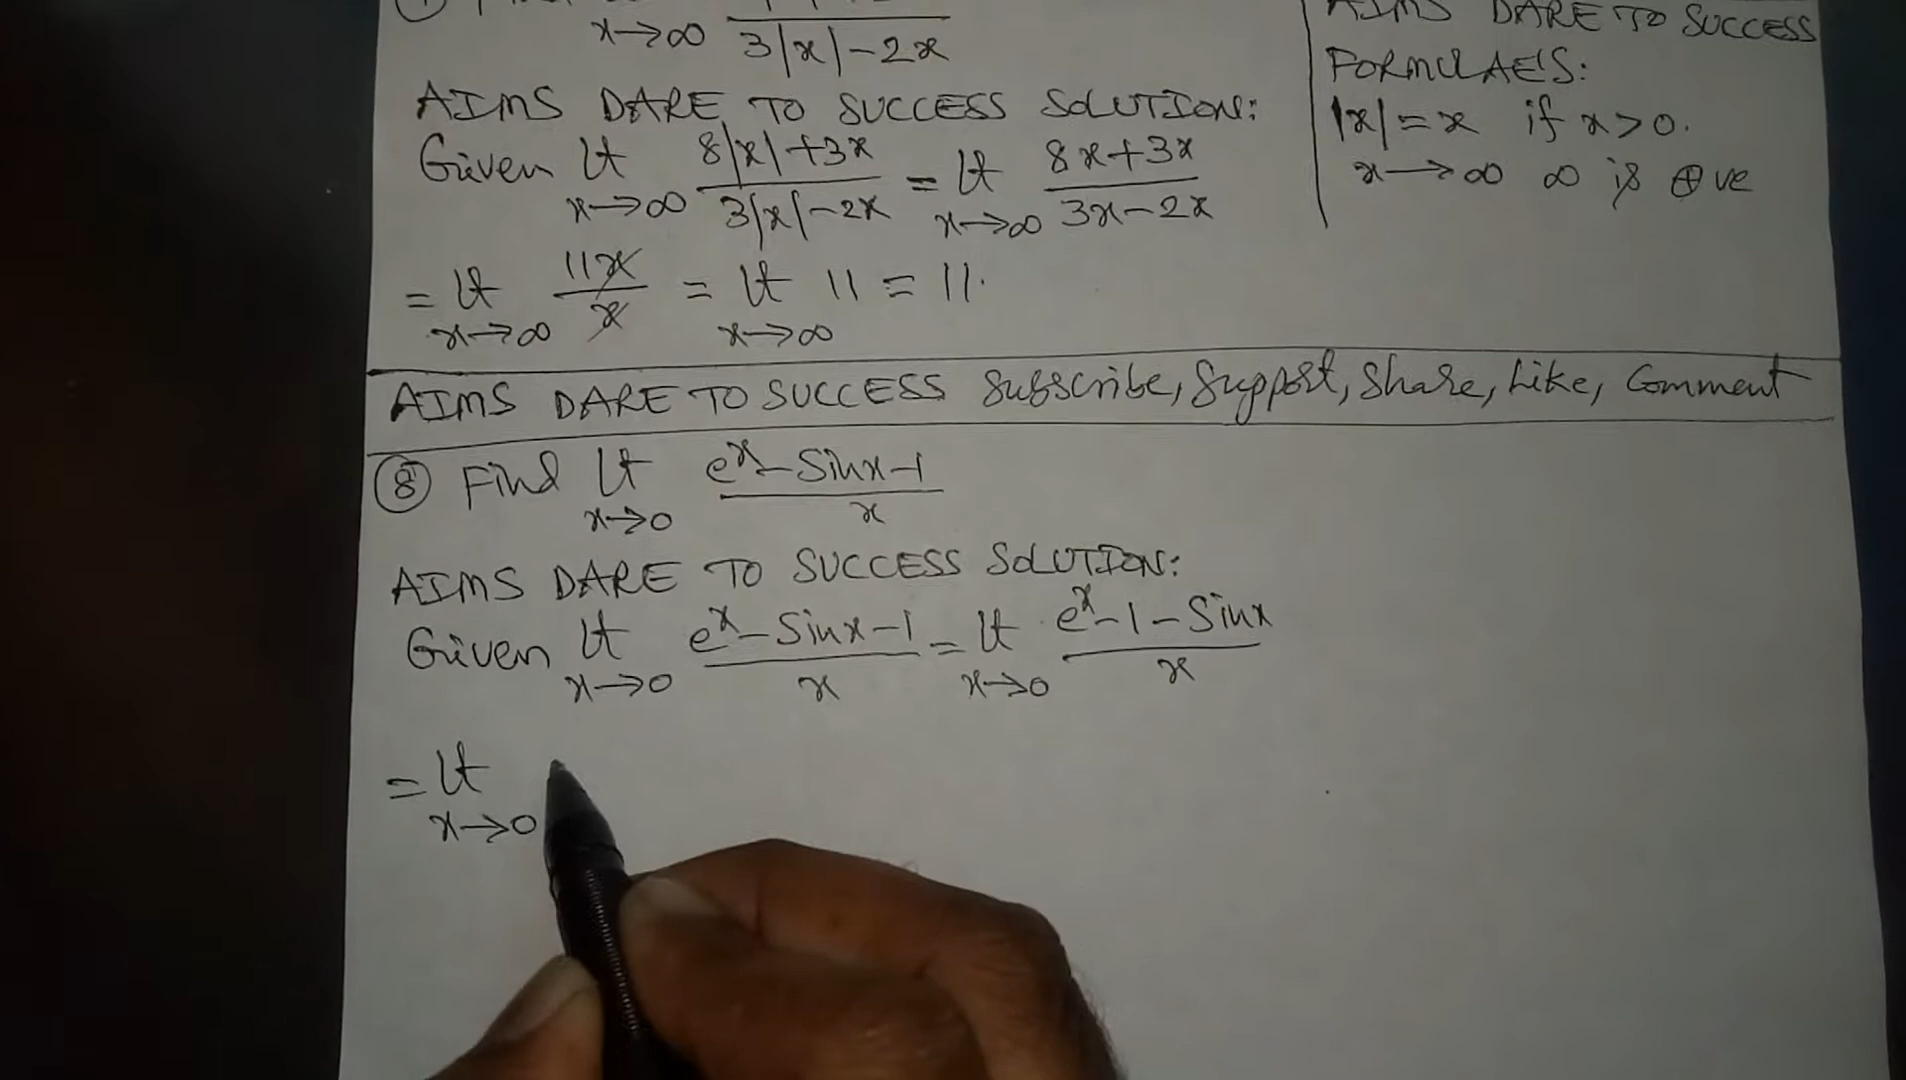 x→∞ 3|x|-2x
AIMS DARE TO SUCCESS SOLUTION:
Given lt x→∞ 8|x|+3x / 3|x|-2x = lt x→∞ 8x+3x / 3x-2x
= lt x→∞ 11x / x = lt x→∞ 11 = 11.
AIMS DARE TO SUCCESS
FORMULAE'S:
|x|=x if x>0.
x→∞ ∞ is ⊕ve
AIMS DARE TO SUCCESS Subscribe, Support, Share, Like, Comment
⑧ Find lt x→0 e^x-Sinx-1 / x
AIMS DARE TO SUCCESS SOLUTION:
Given lt x→0 e^x-Sinx-1 / x = lt x→0 e^x-1-Sinx / x
= lt x→0